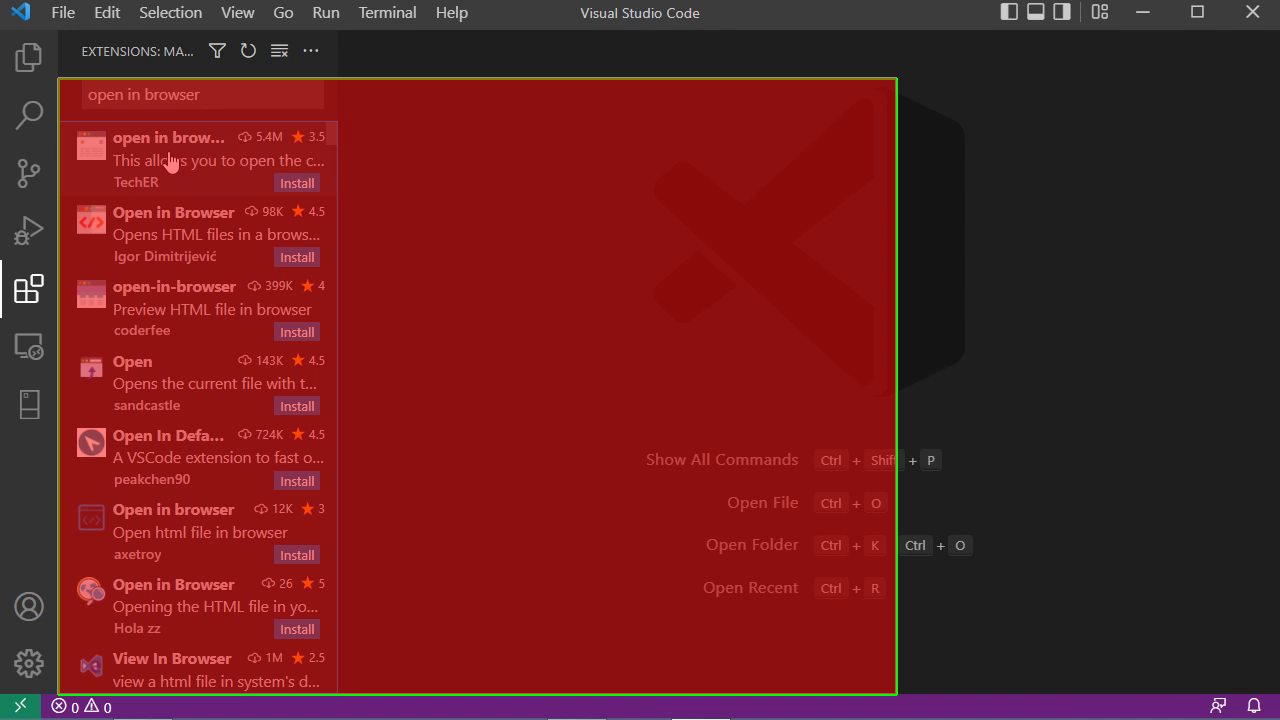 File Edit Selection View Go Run Terminal Help Visual Studio Code
EXTENSIONS: MA...
open in browser
open in brow... 5.4M 3.5
This allows you to open the c...
TechER Install
Open in Browser 98K 4.5
Opens HTML files in a brows...
Igor Dimitrijević Install
open-in-browser 399K 4
Preview HTML file in browser
coderfee Install
Open 143K 4.5
Opens the current file with t...
sandcastle Install
Open In Defa... 724K 4.5
A VSCode extension to fast o...
peakchen90 Install
Open in browser 12K 3
Open html file in browser
axetroy Install
Open in Browser 26 5
Opening the HTML file in yo...
Hola zz Install
View In Browser 1M 2.5
view a html file in system's d...
Show All Commands Ctrl + Shift + P
Open File Ctrl + O
Open Folder Ctrl + K Ctrl + O
Open Recent Ctrl + R
0 0